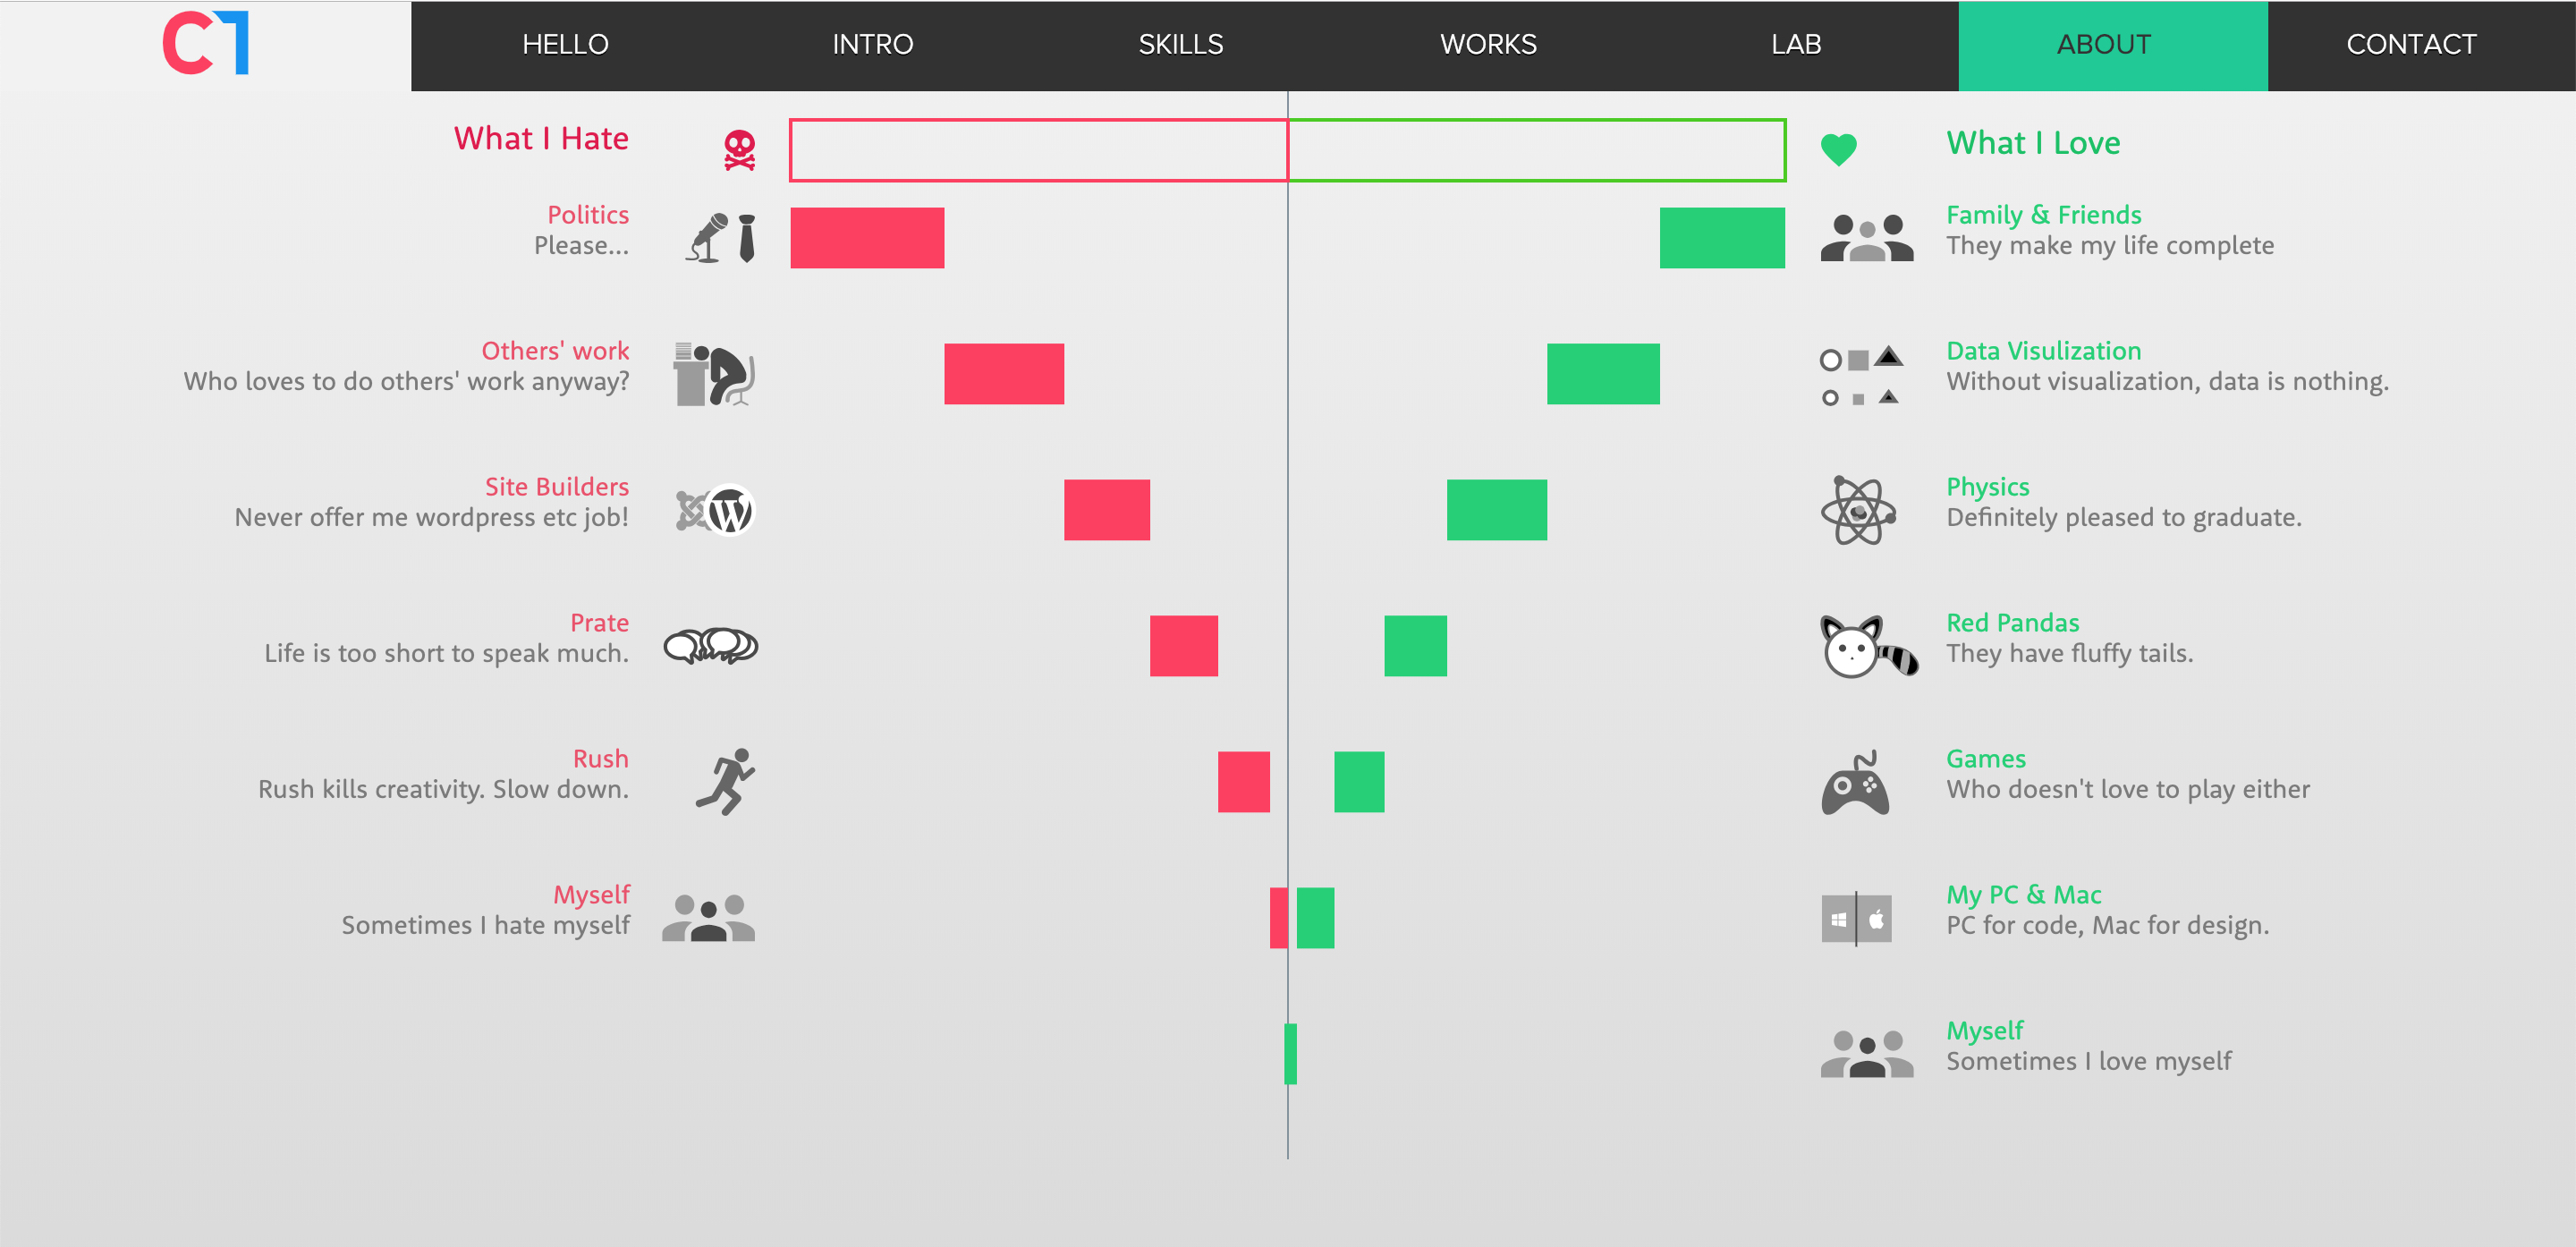 C1
HELLO
INTRO
SKILLS
WORKS
LAB
ABOUT
CONTACT
What I Hate
Politics
Please...
Others' work
Who loves to do others' work anyway?
Site Builders
Never offer me wordpress etc job!
Prate
Life is too short to speak much.
Rush
Rush kills creativity. Slow down.
Myself
Sometimes I hate myself
What I Love
Family & Friends
They make my life complete
Data Visulization
Without visualization, data is nothing.
Physics
Definitely pleased to graduate.
Red Pandas
They have fluffy tails.
Games
Who doesn't love to play either
My PC & Mac
PC for code, Mac for design.
Myself
Sometimes I love myself